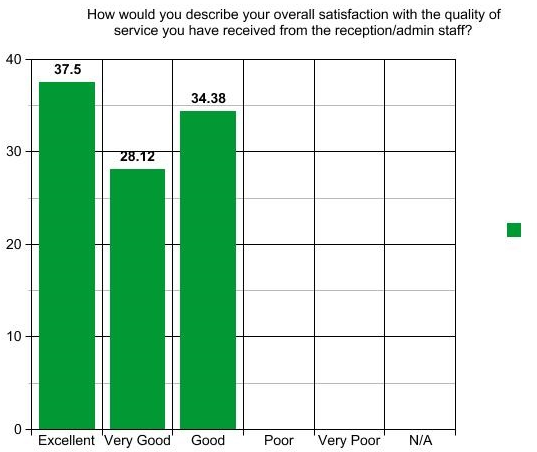 How would you describe your overall satisfaction with the quality of
service you have received from the reception/admin staff?
40
37.5
34.38
30
28.12
20
10
0
Excellent Very Good Good Poor Very Poor N/A